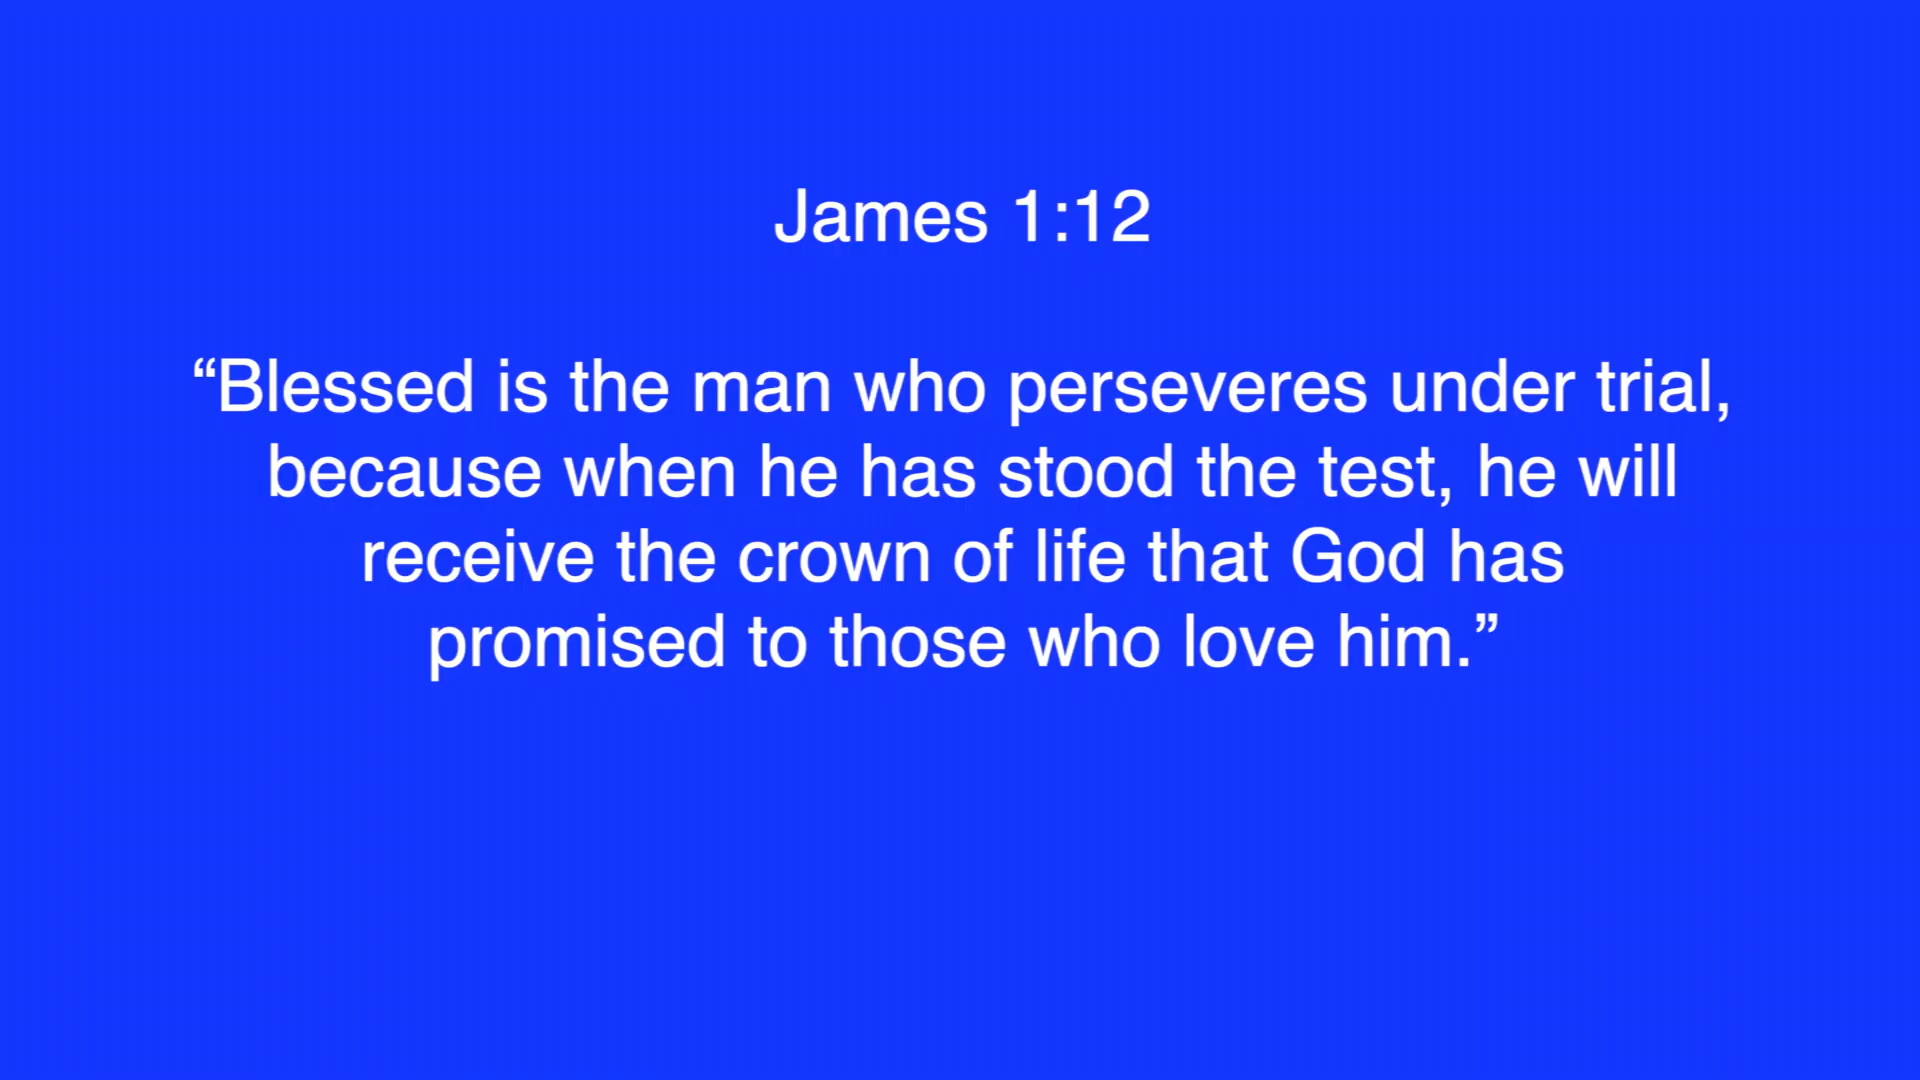 James 1:12
“Blessed is the man who perseveres under trial,
because when he has stood the test, he will
receive the crown of life that God has
promised to those who love him.”